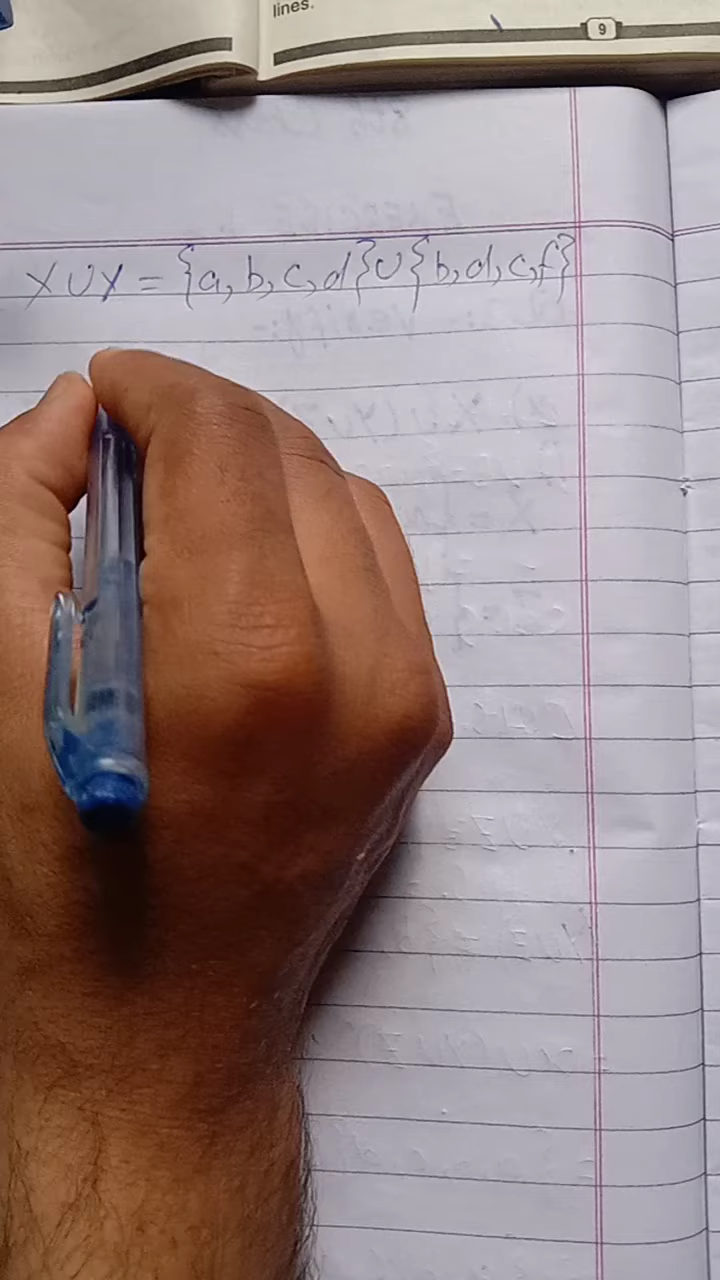 lines.
9
X U Y = {a, b, c, d} U {b, d, c, f}